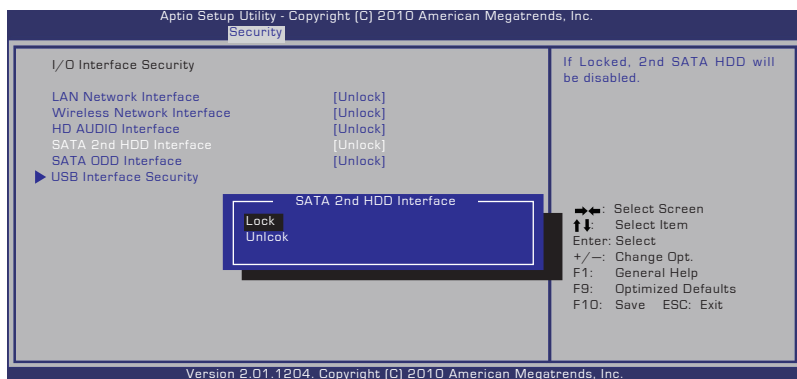 Aptio Setup Utility - Copyright (C) 2010 American Megatrends, Inc.
Security
I/O Interface Security
LAN Network Interface [Unlock]
Wireless Network Interface [Unlock]
HD AUDIO Interface [Unlock]
SATA 2nd HDD Interface [Unlock]
SATA ODD Interface [Unlock]
USB Interface Security
SATA 2nd HDD Interface
Lock
Unlcok
If Locked, 2nd SATA HDD will
be disabled.
→←: Select Screen
↑↓: Select Item
Enter: Select
+/—: Change Opt.
F1: General Help
F9: Optimized Defaults
F10: Save ESC: Exit
Version 2.01.1204. Copyright (C) 2010 American Megatrends, Inc.